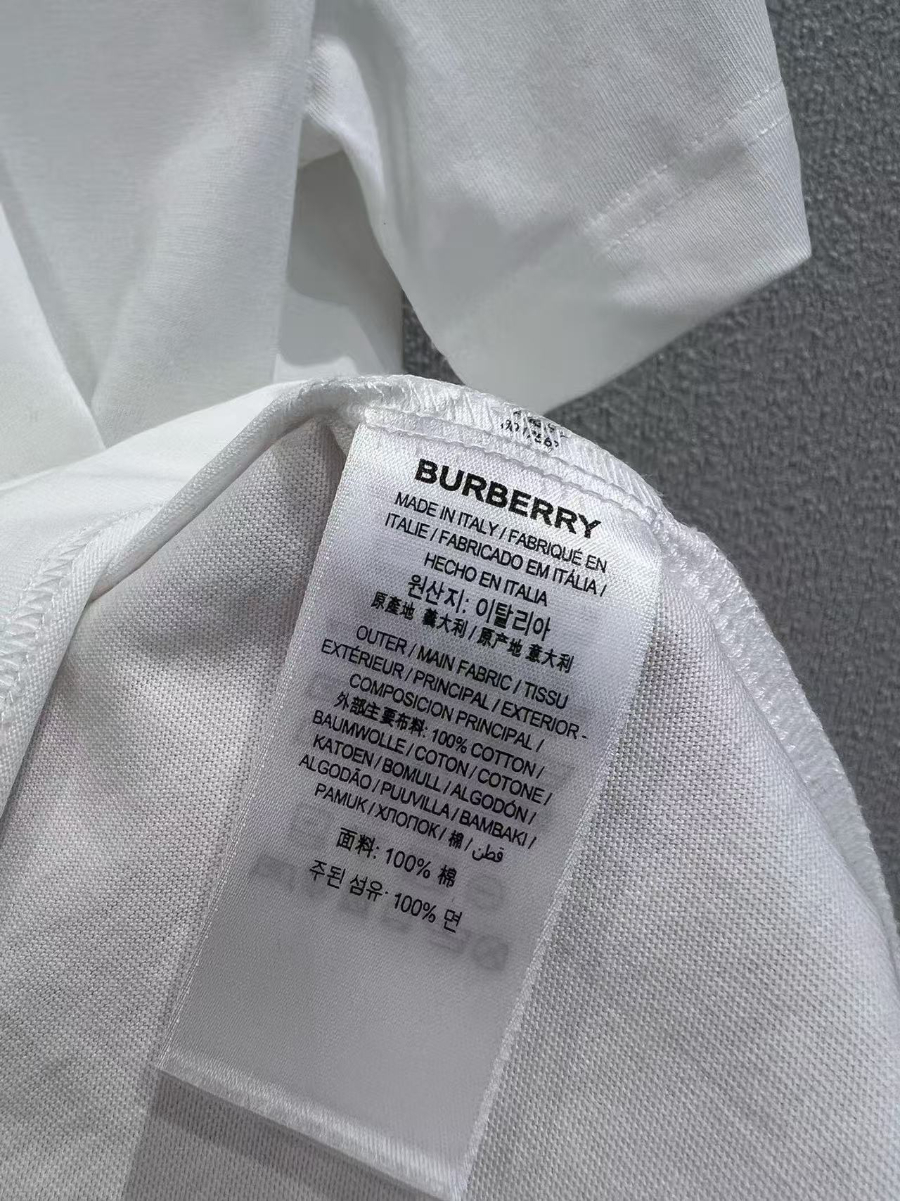 BURBERRY
MADE IN ITALY / FABRIQUÉ EN
ITALIE / FABRICADO EM ITÁLIA /
HECHO EN ITALIA
원산지: 이탈리아
原產地 義大利 / 原产地 意大利
OUTER / MAIN FABRIC / TISSU
EXTÉRIEUR / PRINCIPAL / EXTERIOR -
COMPOSICION PRINCIPAL /
外部主要布料: 100% COTTON /
BAUMWOLLE / COTON / COTONE /
KATOEN / BOMULL / ALGODÓN /
ALGODÃO / PUUVILLA / BAMBAKI /
PAMUK / ХЛОПОК / 棉 / قطن
面料: 100% 棉
주된 섬유: 100% 면